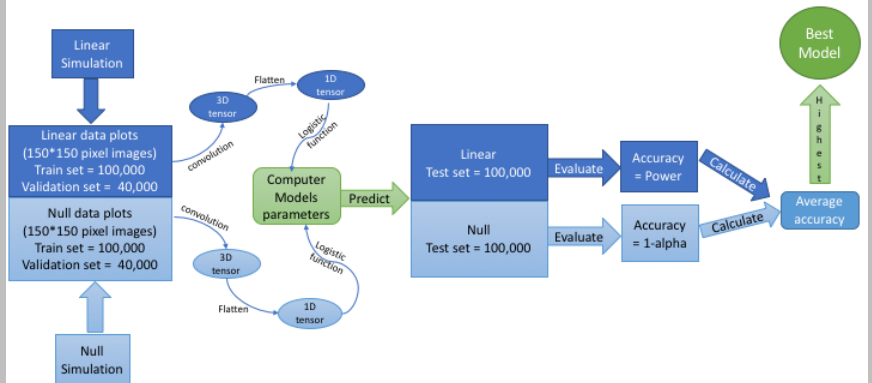 Linear
Simulation
Linear data plots
(150*150 pixel images)
Train set = 100,000
Validation set =  40,000
Null data plots
(150*150 pixel images)
Train set = 100,000
Validation set =  40,000
Null
Simulation
convolution
3D
tensor
Flatten
1D
tensor
Logistic
function
convolution
3D
tensor
Flatten
1D
tensor
Logistic
function
Computer
Models
parameters
Predict
Linear
Test set = 100,000
Null
Test set = 100,000
Evaluate
Evaluate
Accuracy
= Power
Accuracy
= 1-alpha
Calculate
Calculate
Average
accuracy
Highest
Best
Model